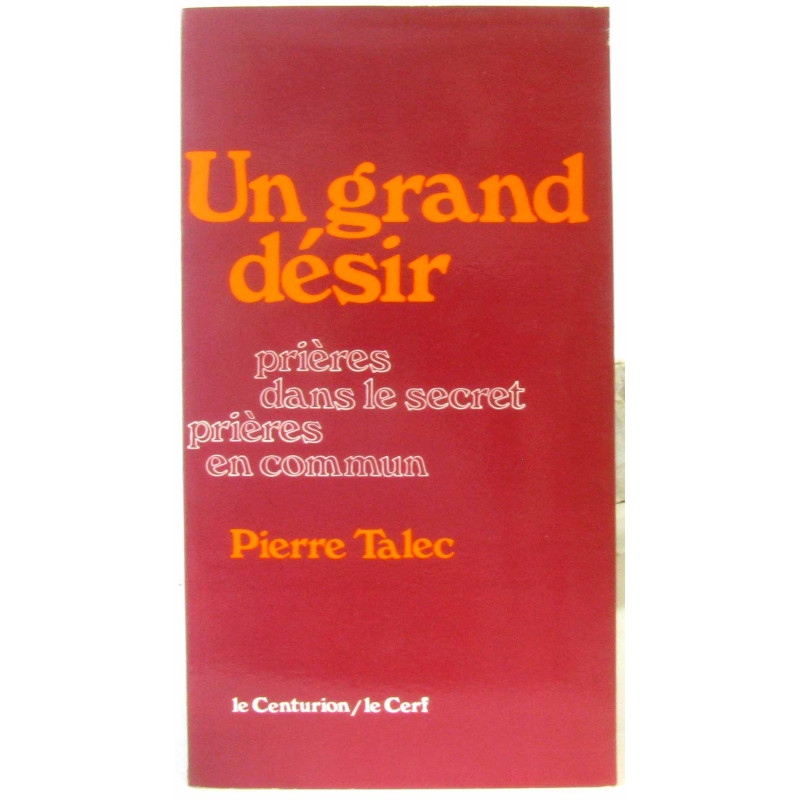 Un grand
désir
prières
dans le secret
prières
en commun
Pierre Talec
le Centurion/le Cerf